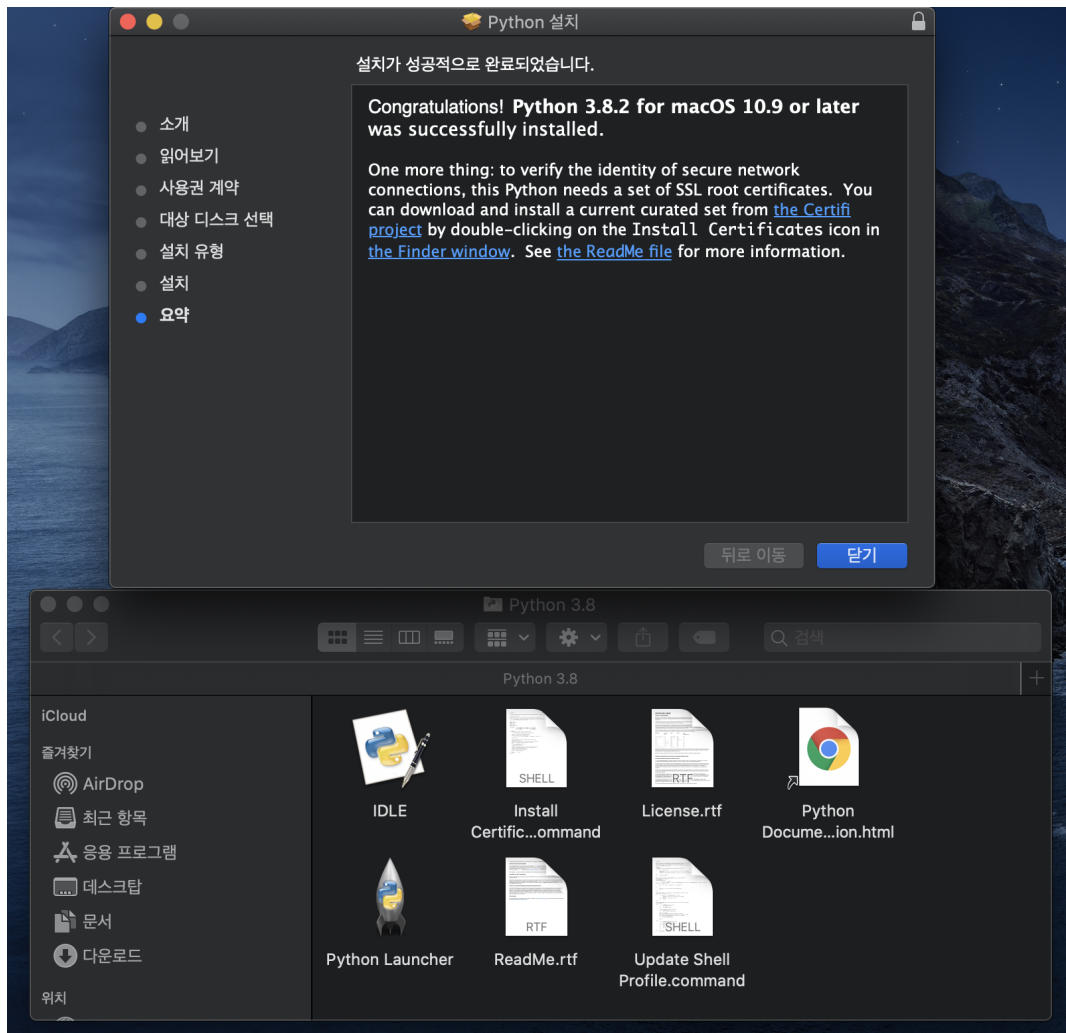 Python 설치
설치가 성공적으로 완료되었습니다.
소개
읽어보기
사용권 계약
대상 디스크 선택
설치 유형
설치
요약
Congratulations! Python 3.8.2 for macOS 10.9 or later
was successfully installed.
One more thing: to verify the identity of secure network
connections, this Python needs a set of SSL root certificates. You
can download and install a current curated set from the Certifi
project by double-clicking on the Install Certificates icon in
the Finder window. See the ReadMe file for more information.
뒤로 이동
닫기
Python 3.8
검색
Python 3.8
iCloud
즐겨찾기
AirDrop
최근 항목
응용 프로그램
데스크탑
문서
다운로드
위치
SHELL
RTF
IDLE
Install
Certific...ommand
License.rtf
Python
Docume...ion.html
RTF
SHELL
Python Launcher
ReadMe.rtf
Update Shell
Profile.command